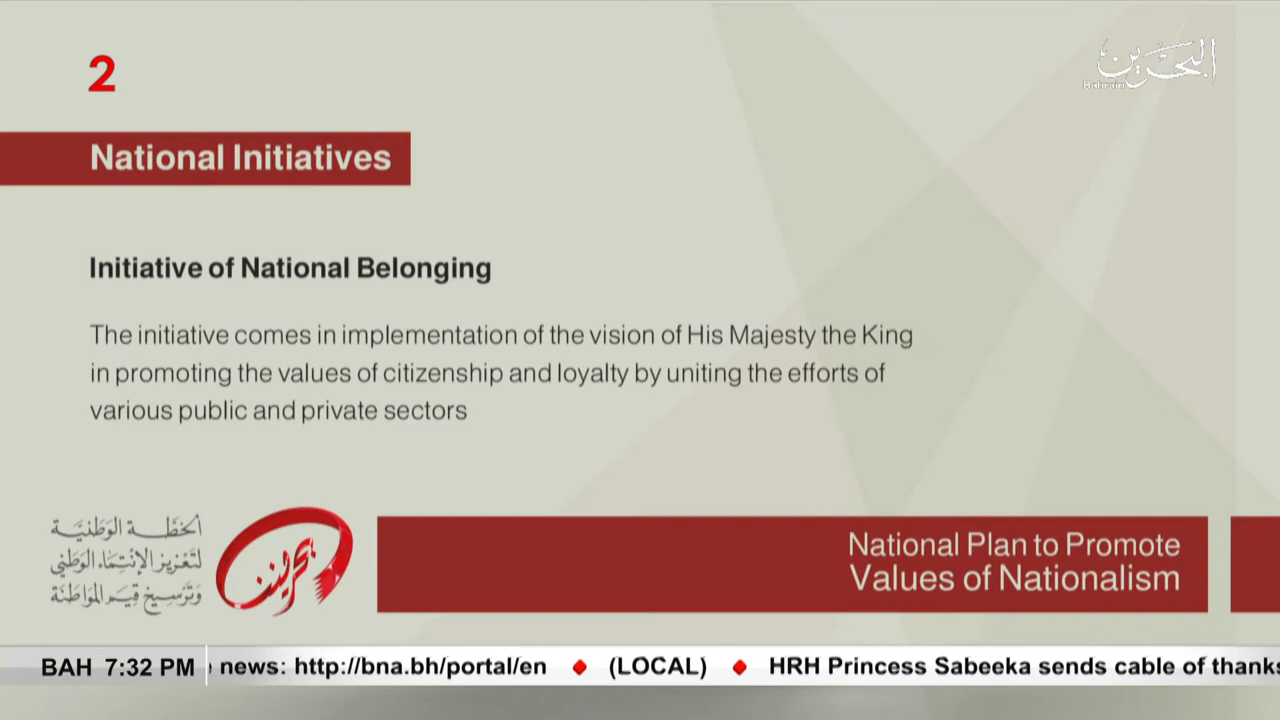 2
البحرين
Bahrain
National Initiatives
Initiative of National Belonging
The initiative comes in implementation of the vision of His Majesty the King
in promoting the values of citizenship and loyalty by uniting the efforts of
various public and private sectors
الخطة الوطنية
لتعزيز الإنتماء الوطني
وترسيخ قيم المواطنة
بحريننا
National Plan to Promote
Values of Nationalism
BAH 7:32 PM
news: http://bna.bh/portal/en (LOCAL) HRH Princess Sabeeka sends cable of thanks